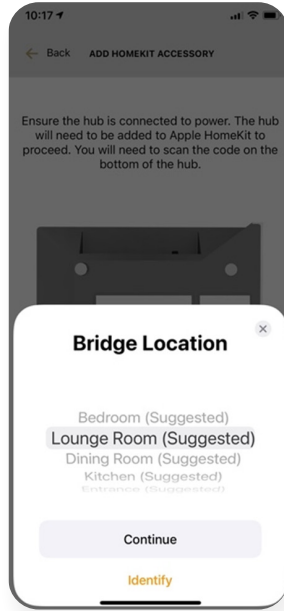 10:17
Back ADD HOMEKIT ACCESSORY
Ensure the hub is connected to power. The hub
will need to be added to Apple HomeKit to
proceed. You will need to scan the code on the
bottom of the hub.
Bridge Location
Bedroom (Suggested)
Lounge Room (Suggested)
Dining Room (Suggested)
Kitchen (Suggested)
Entrance (Suggested)
Continue
Identify